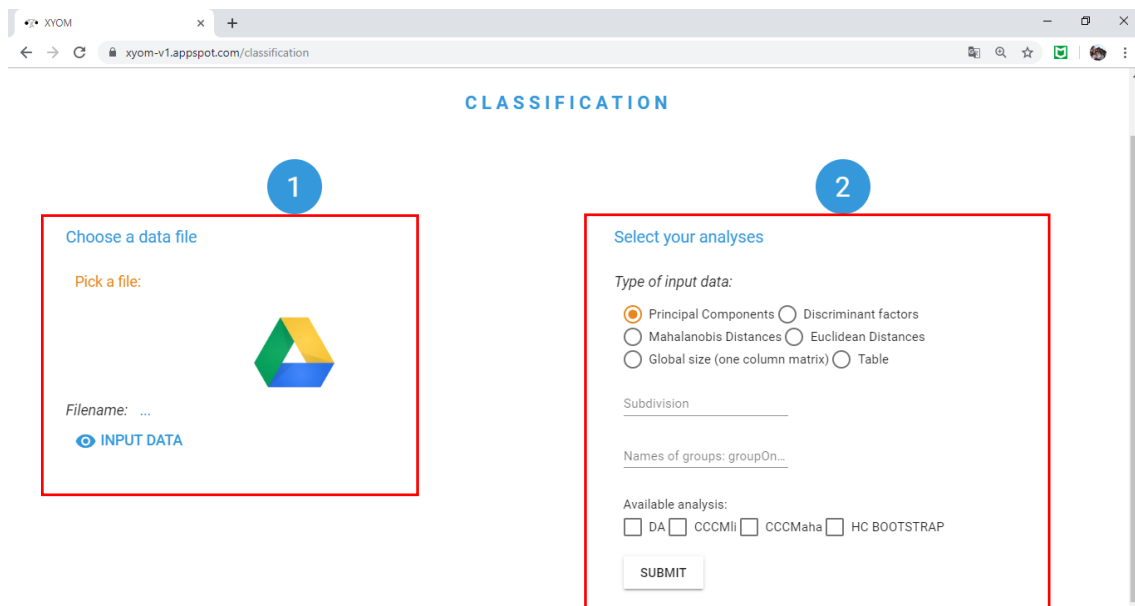 XYOM
xyom-v1.appspot.com/classification
CLASSIFICATION
1
Choose a data file
Pick a file:
Filename: ...
INPUT DATA
2
Select your analyses
Type of input data:
Principal Components Discriminant factors
Mahalanobis Distances Euclidean Distances
Global size (one column matrix) Table
Subdivision
Names of groups: groupOn...
Available analysis:
DA CCCMli CCCMaha HC BOOTSTRAP
SUBMIT